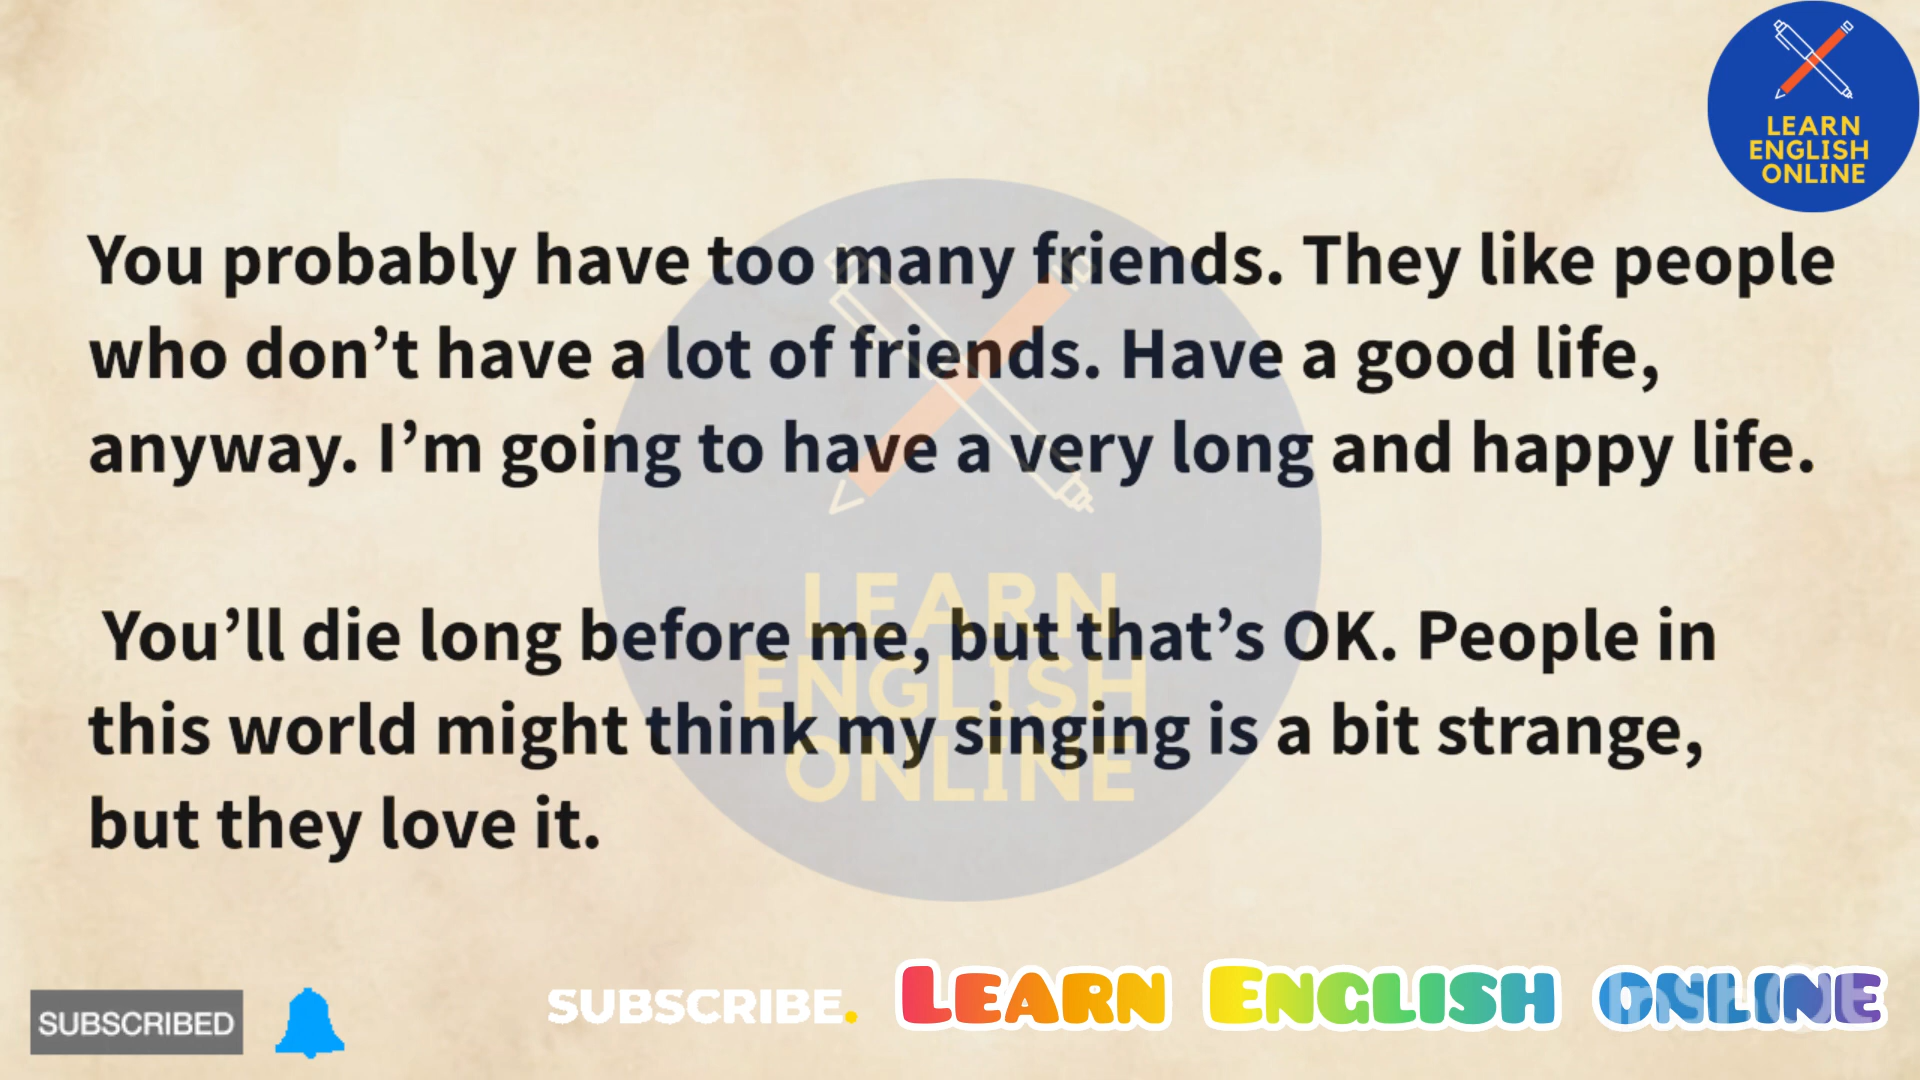 LEARN
ENGLISH
ONLINE
You probably have too many friends. They like people
who don’t have a lot of friends. Have a good life,
anyway. I’m going to have a very long and happy life.
You’ll die long before me, but that’s OK. People in
this world might think my singing is a bit strange,
but they love it.
LEARN
ENGLISH
ONLINE
SUBSCRIBED
SUBSCRIBE.
LEARN ENGLISH ONLINE
InShOt